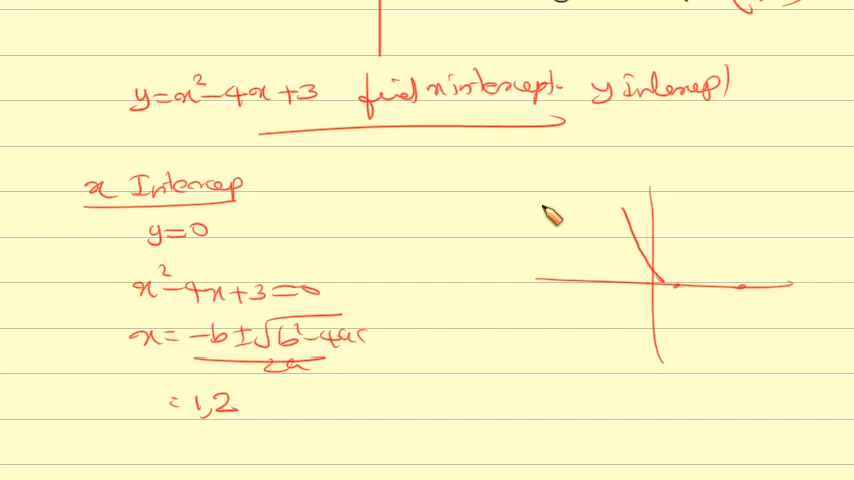 y=x²-4x+3 find x intercept y intercept
x Intercep
y=0
x²-4x+3=0
x= -b±√b²-4ac
2a
= 1,2